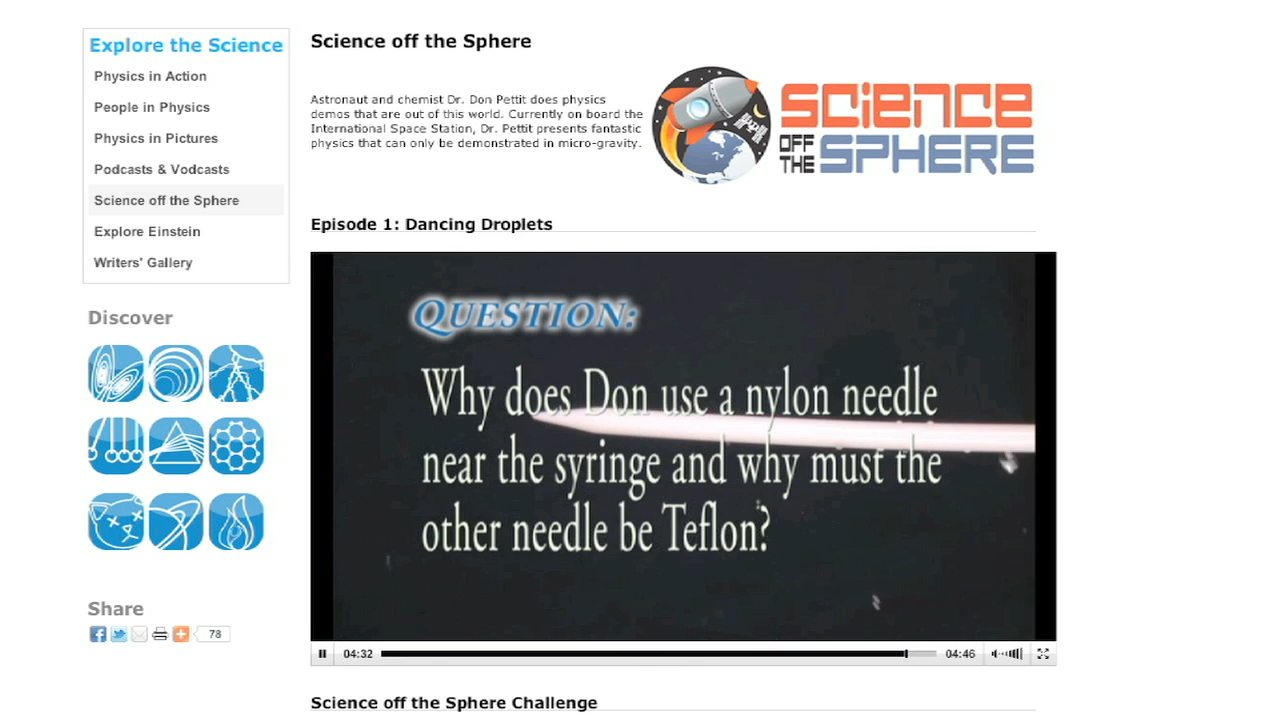 Explore the Science
Physics in Action
People in Physics
Physics in Pictures
Podcasts & Vodcasts
Science off the Sphere
Explore Einstein
Writers' Gallery
Discover
Share
78
Science off the Sphere
Astronaut and chemist Dr. Don Pettit does physics
demos that are out of this world. Currently on board the
International Space Station, Dr. Pettit presents fantastic
physics that can only be demonstrated in micro-gravity.
SCIENCE
OFF THE SPHERE
Episode 1: Dancing Droplets
QUESTION:
Why does Don use a nylon needle
near the syringe and why must the
other needle be Teflon?
04:32
04:46
Science off the Sphere Challenge